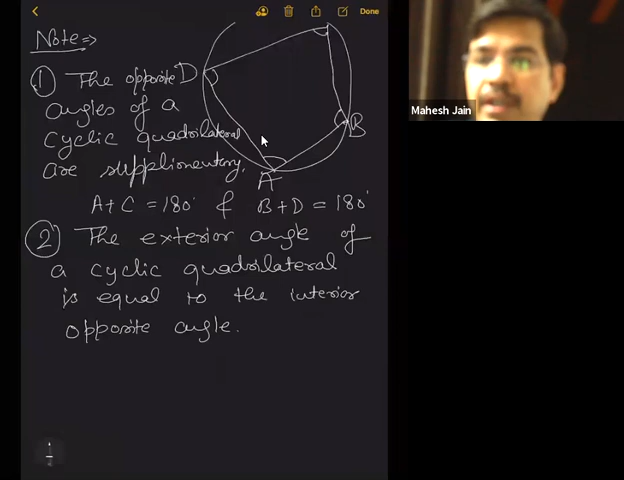 Done
Mahesh Jain
Note ⇒
① The opposite D
angles of a
cyclic quadrilateral B
are supplimentory. A
A+C = 180° & B+D = 180°
② The exterior angle of
a cyclic quadrilateral
is equal to the interior
opposite angle.